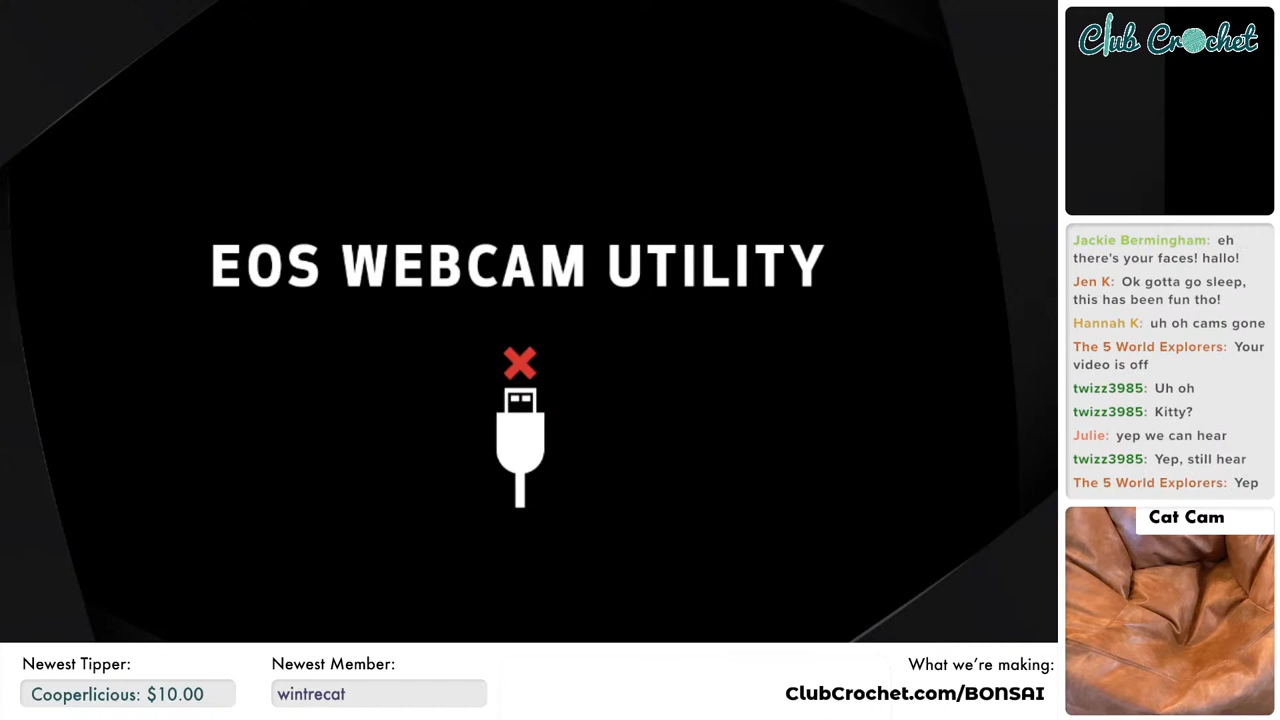 EOS WEBCAM UTILITY
Club Crochet
Jackie Bermingham: eh
there's your faces! hallo!
Jen K: Ok gotta go sleep,
this has been fun tho!
Hannah K: uh oh cams gone
The 5 World Explorers: Your
video is off
twizz3985: Uh oh
twizz3985: Kitty?
Julie: yep we can hear
twizz3985: Yep, still hear
The 5 World Explorers: Yep
Cat Cam
Newest Tipper:
Cooperlicious: $10.00
Newest Member:
wintrecat
What we're making:
ClubCrochet.com/BONSAI